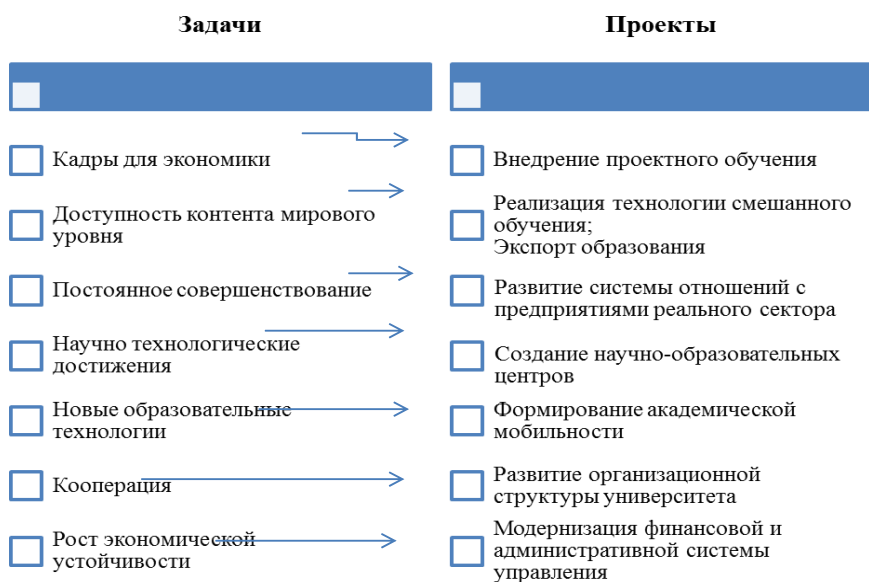 Задачи
Проекты
Кадры для экономики
Внедрение проектного обучения
Доступность контента мирового
уровня
Реализация технологии смешанного
обучения;
Экспорт образования
Постоянное совершенствование
Развитие системы отношений с
предприятиями реального сектора
Научно технологические
достижения
Создание научно-образовательных
центров
Новые образовательные
технологии
Формирование академической
мобильности
Кооперация
Развитие организационной
структуры университета
Рост экономической
устойчивости
Модернизация финансовой и
административной системы
управления